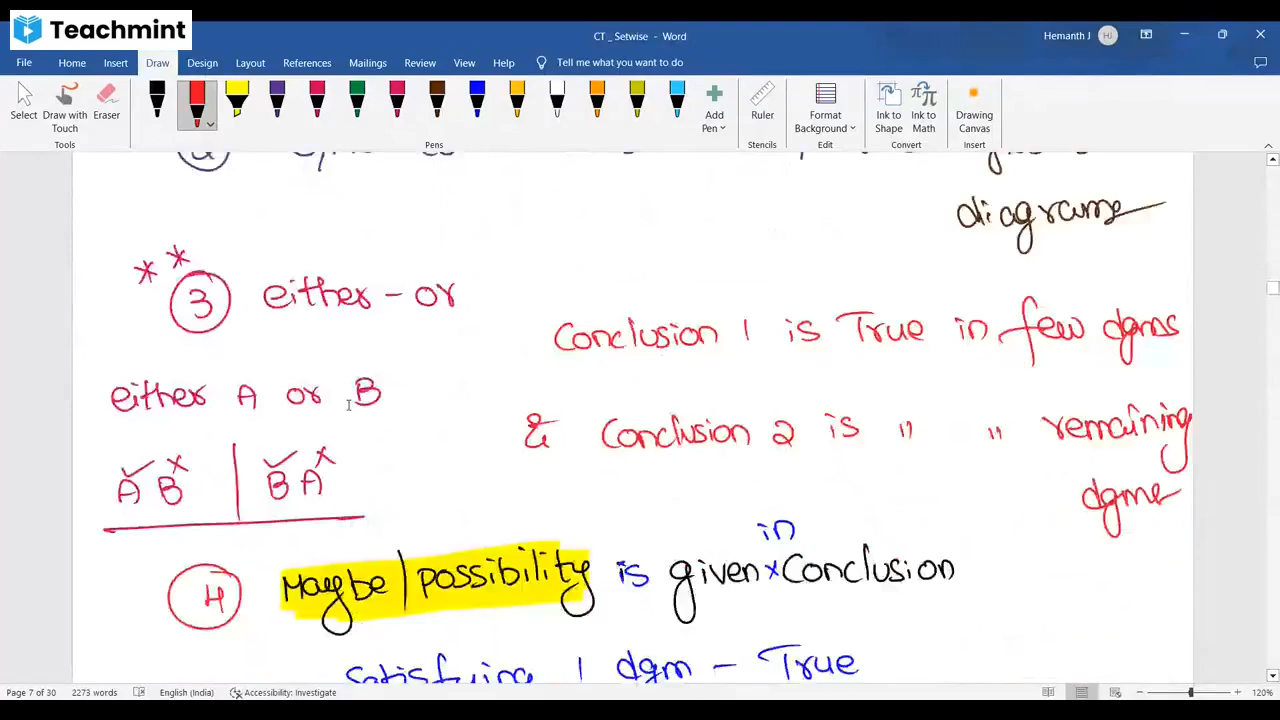 Teachmint
CT _ Setwise - Word
Hemanth J
HJ
File Home Insert Draw Design Layout References Mailings Review View Help Tell me what you want to do
Select Draw with Touch Eraser Add Pen Ruler Format Background Ink to Shape Ink to Math Drawing Canvas
Tools Pens Stencils Edit Convert Insert
diagrams
** 3 either - or
Conclusion 1 is True in few dgms
either A or B
& Conclusion 2 is " " remaining
dgms
A✓ B× | B✓ A×
in
4 Maybe | possibility is given × Conclusion
satisfying 1 dgm - True
Page 7 of 30 2273 words English (India) Accessibility: Investigate 120%